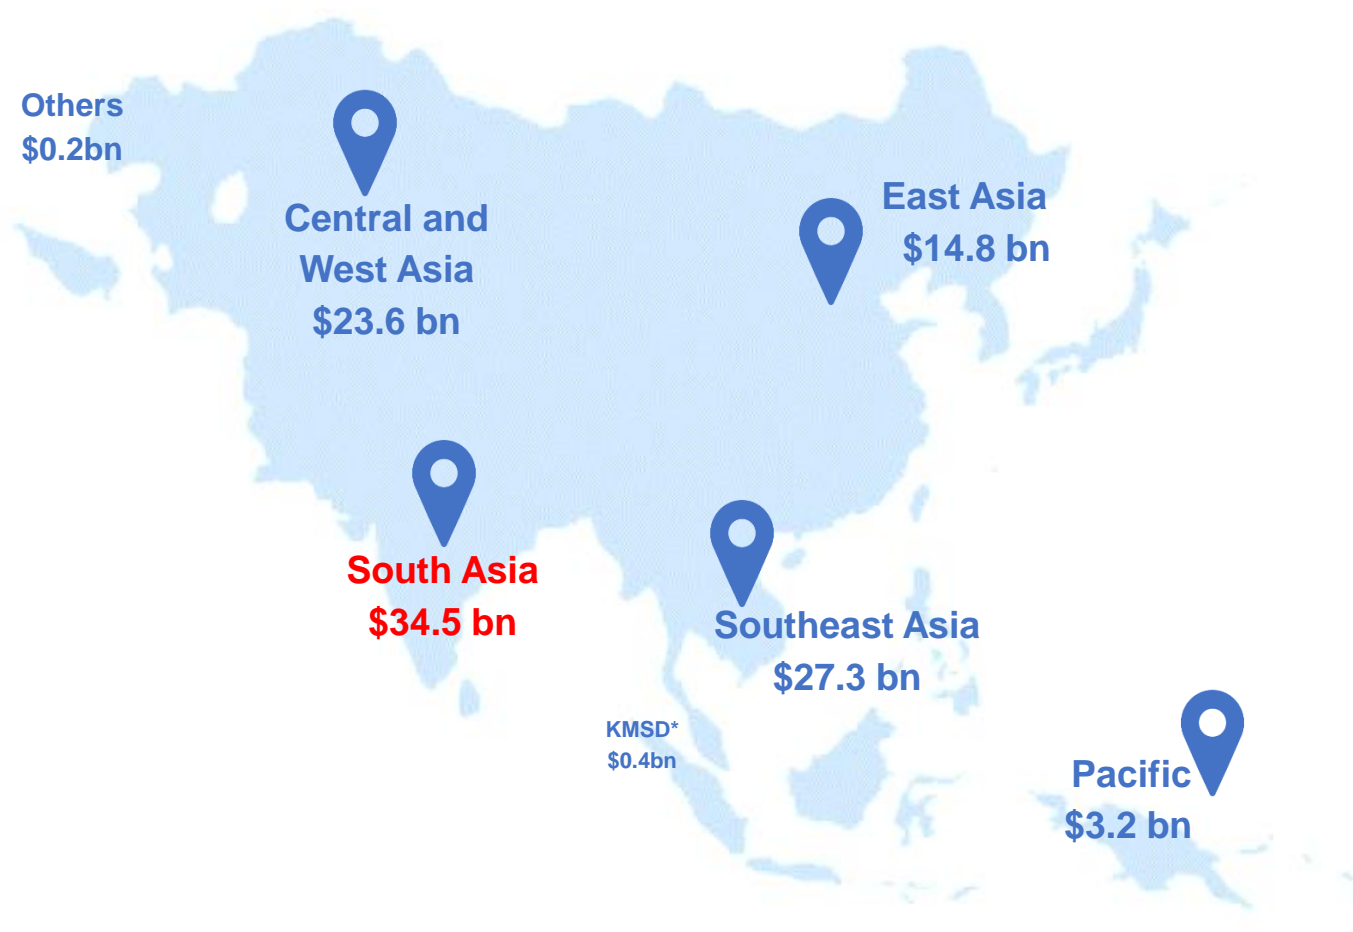 Others
$0.2bn
Central and
West Asia
$23.6 bn
East Asia
$14.8 bn
South Asia
$34.5 bn
Southeast Asia
$27.3 bn
KMSD*
$0.4bn
Pacific
$3.2 bn